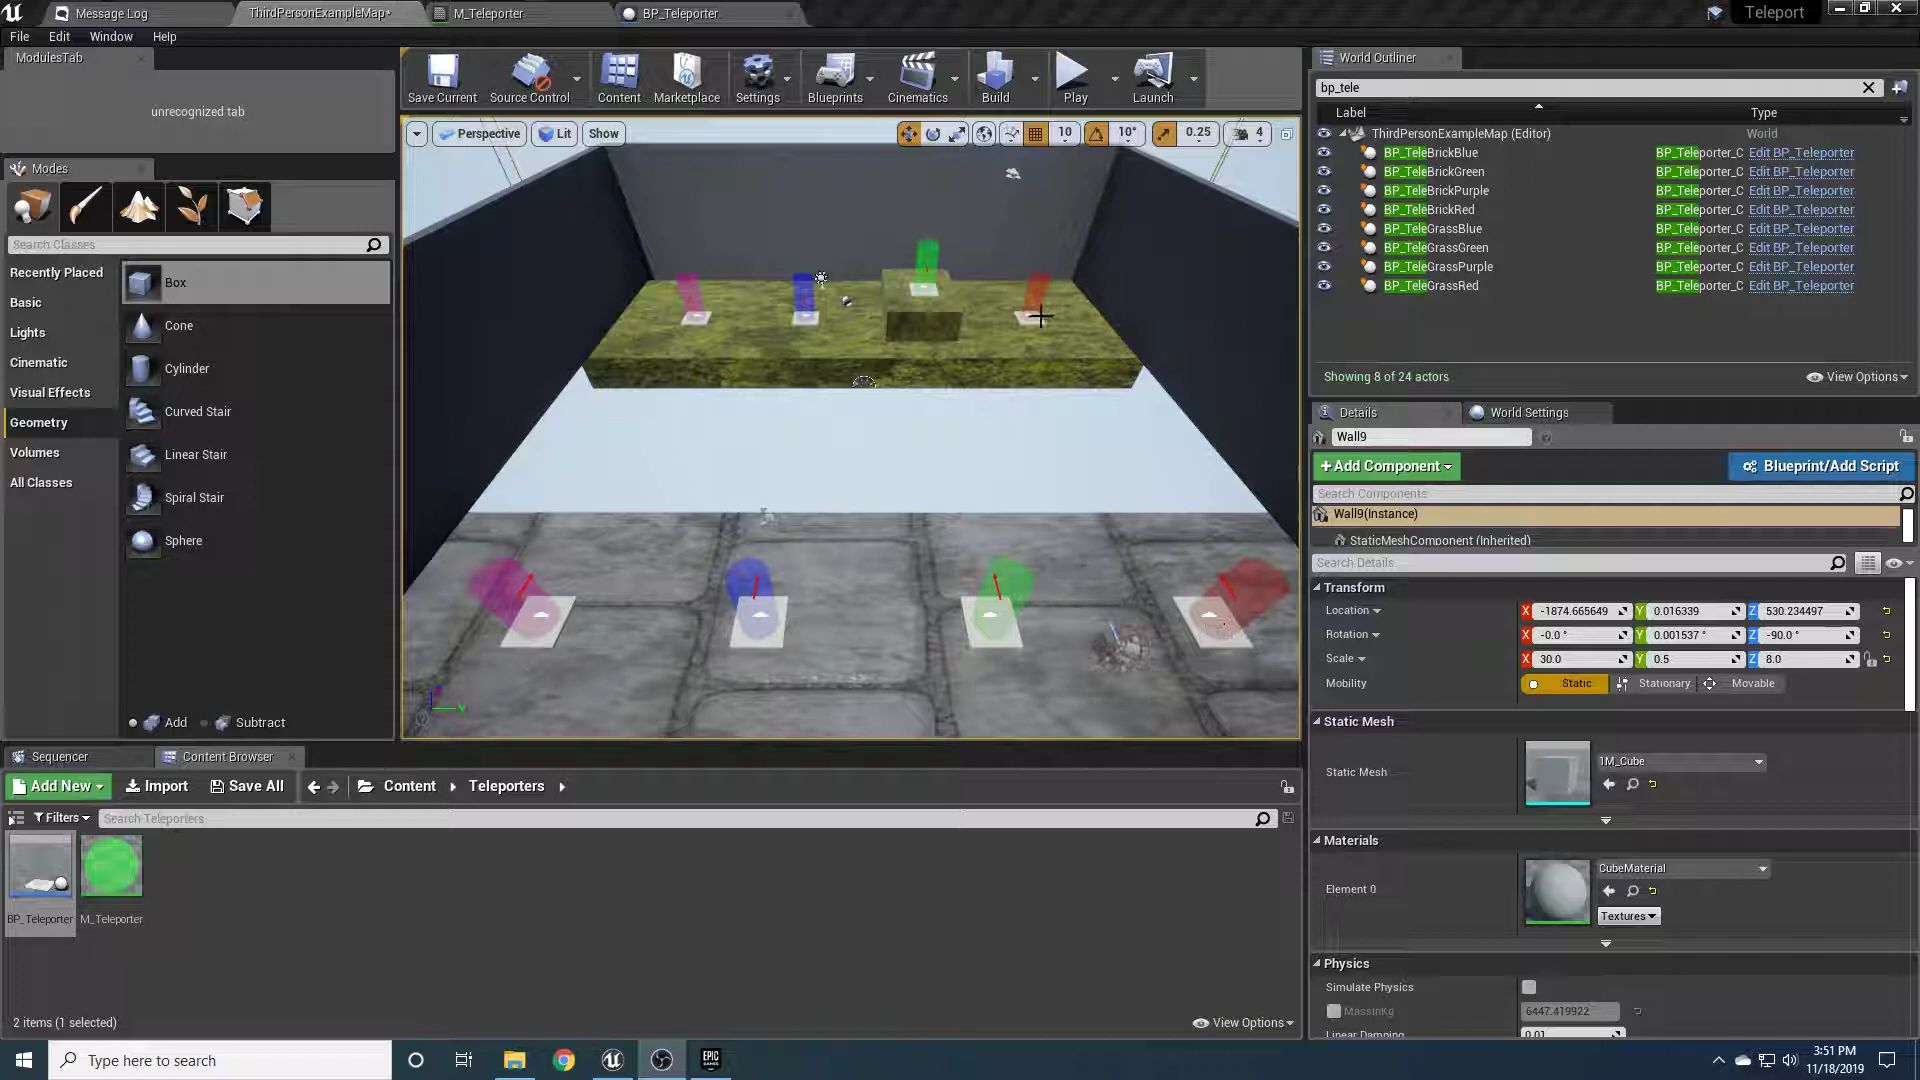 Message Log
ThirdPersonExampleMap*
M_Teleporter
BP_Teleporter
Teleport
File Edit Window Help
ModulesTab
unrecognized tab
Modes
Search Classes
Recently Placed
Basic
Lights
Cinematic
Visual Effects
Geometry
Volumes
All Classes
Box
Cone
Cylinder
Curved Stair
Linear Stair
Spiral Stair
Sphere
Add Subtract
Save Current
Source Control
Content
Marketplace
Settings
Blueprints
Cinematics
Build
Play
Launch
Perspective Lit Show 10 10° 0.25 4
World Outliner
bp_tele
Label Type
ThirdPersonExampleMap (Editor) World
BP_TeleBrickBlue BP_Teleporter_C Edit BP_Teleporter
BP_TeleBrickGreen BP_Teleporter_C Edit BP_Teleporter
BP_TeleBrickPurple BP_Teleporter_C Edit BP_Teleporter
BP_TeleBrickRed BP_Teleporter_C Edit BP_Teleporter
BP_TeleGrassBlue BP_Teleporter_C Edit BP_Teleporter
BP_TeleGrassGreen BP_Teleporter_C Edit BP_Teleporter
BP_TeleGrassPurple BP_Teleporter_C Edit BP_Teleporter
BP_TeleGrassRed BP_Teleporter_C Edit BP_Teleporter
Showing 8 of 24 actors View Options
Details World Settings
Wall9
+Add Component Blueprint/Add Script
Search Components
Wall9(Instance)
StaticMeshComponent (Inherited)
Search Details
Transform
Location X -1874.665649 Y 0.016339 Z 530.234497
Rotation X -0.0 ° Y 0.001537 ° Z -90.0 °
Scale X 30.0 Y 0.5 Z 8.0
Mobility Static Stationary Movable
Static Mesh
Static Mesh 1M_Cube
Materials
Element 0 CubeMaterial
Textures
Physics
Simulate Physics
MassInKg 6447.419922
Linear Damping 0.01
Sequencer Content Browser
Add New Import Save All Content Teleporters
Filters Search Teleporters
BP_Teleporter M_Teleporter
2 items (1 selected) View Options
Type here to search
EPIC
GAMES
3:51 PM
11/18/2019